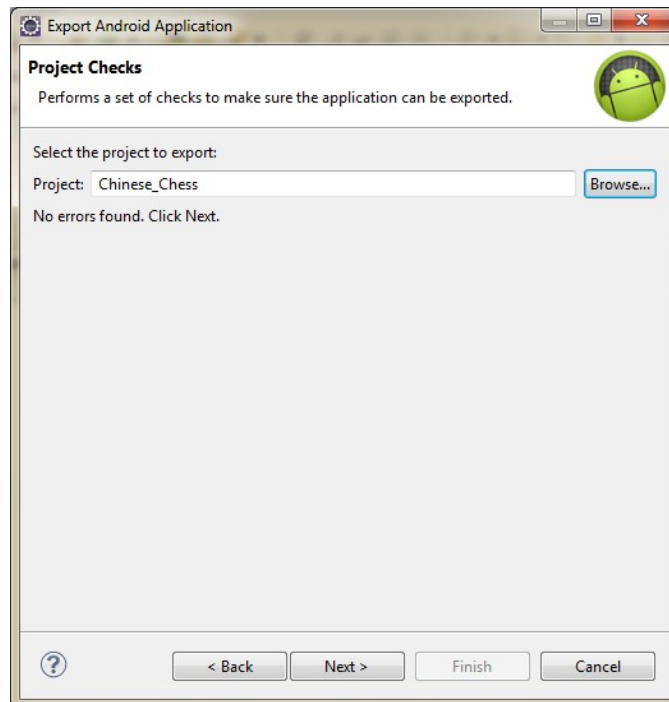 Export Android Application
Project Checks
Performs a set of checks to make sure the application can be exported.
Select the project to export:
Project: Chinese_Chess Browse...
No errors found. Click Next.
? < Back Next > Finish Cancel